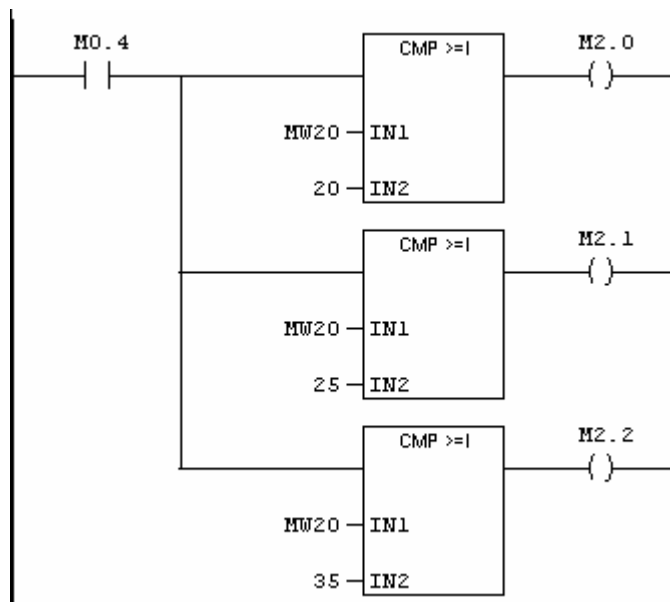 M0.4
CMP >=I
M2.0
MW20
IN1
20
IN2
CMP >=I
M2.1
MW20
IN1
25
IN2
CMP >=I
M2.2
MW20
IN1
35
IN2